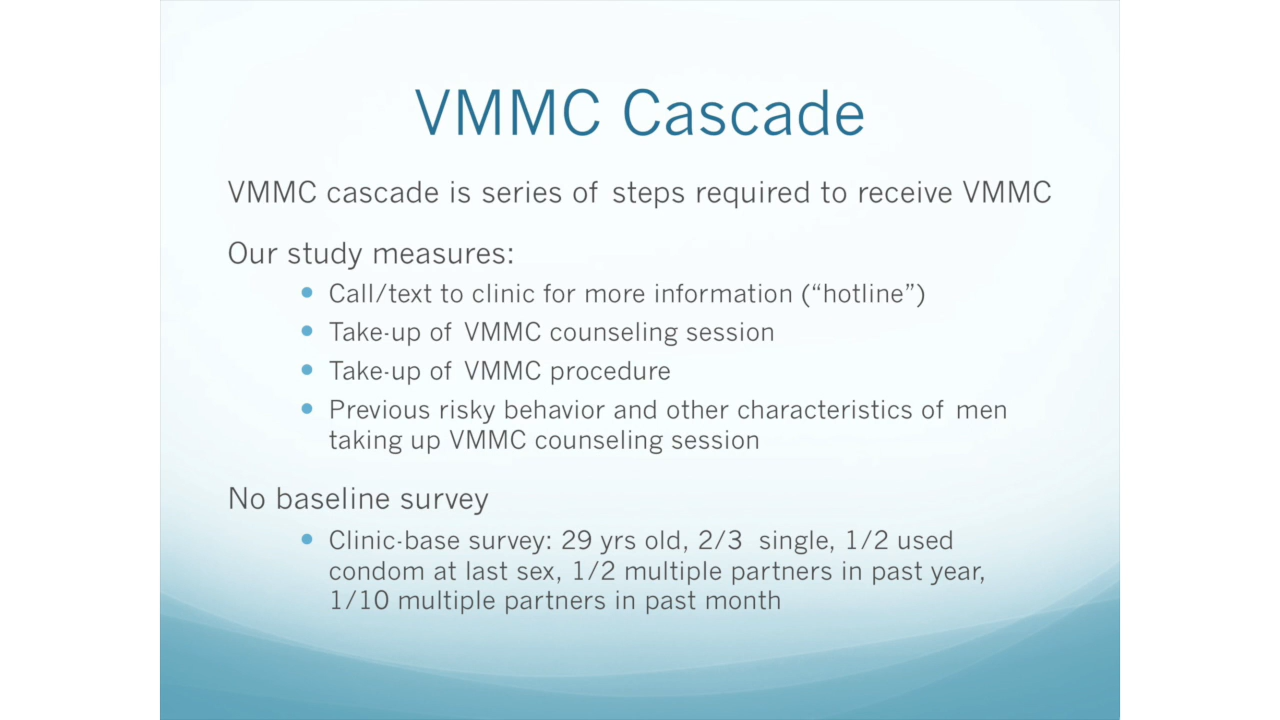 VMMC Cascade
VMMC cascade is series of steps required to receive VMMC
Our study measures:
Call/text to clinic for more information (“hotline”)
Take-up of VMMC counseling session
Take-up of VMMC procedure
Previous risky behavior and other characteristics of men
taking up VMMC counseling session
No baseline survey
Clinic-base survey: 29 yrs old, 2/3 single, 1/2 used
condom at last sex, 1/2 multiple partners in past year,
1/10 multiple partners in past month